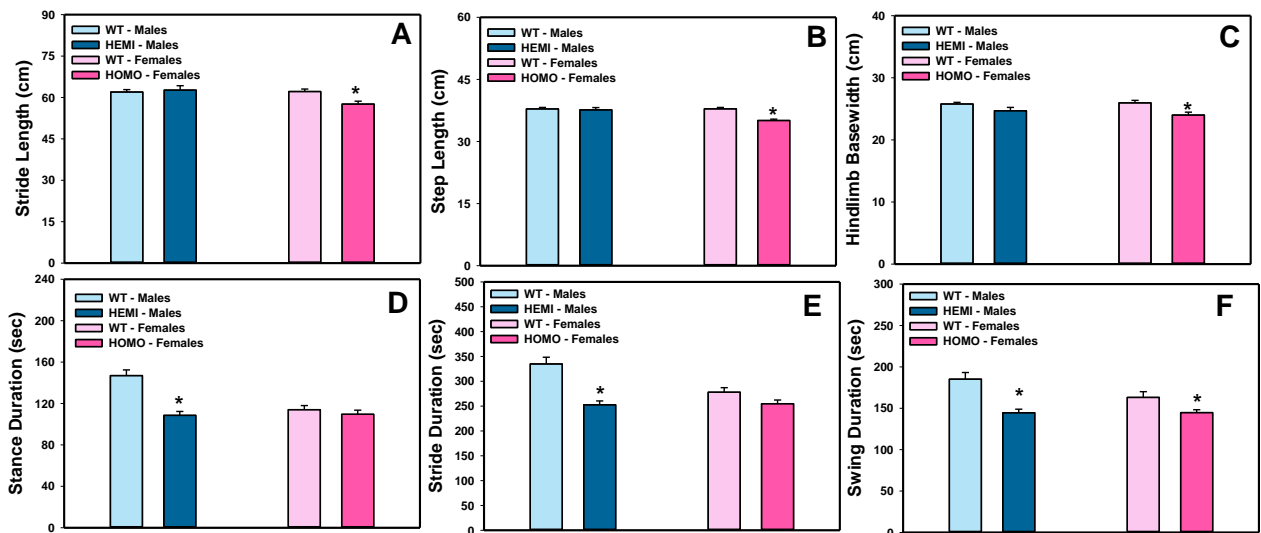 A
Stride Length (cm)
90
75
60
45
30
15
0
WT - Males
HEMI - Males
WT - Females
HOMO - Females
*
B
Step Length (cm)
60
45
30
15
0
WT - Males
HEMI - Males
WT - Females
HOMO - Females
*
C
Hindlimb Basewidth (cm)
40
30
20
10
0
WT - Males
HEMI - Males
WT - Females
HOMO - Females
*
D
Stance Duration (sec)
240
200
160
120
80
40
0
WT - Males
HEMI - Males
WT - Females
HOMO - Females
*
E
Stride Duration (sec)
500
450
400
350
300
250
200
150
100
50
0
WT - Males
HEMI - Males
WT - Females
HOMO - Females
*
F
Swing Duration (sec)
300
250
200
150
100
50
0
WT - Males
HEMI - Males
WT - Females
HOMO - Females
*
*